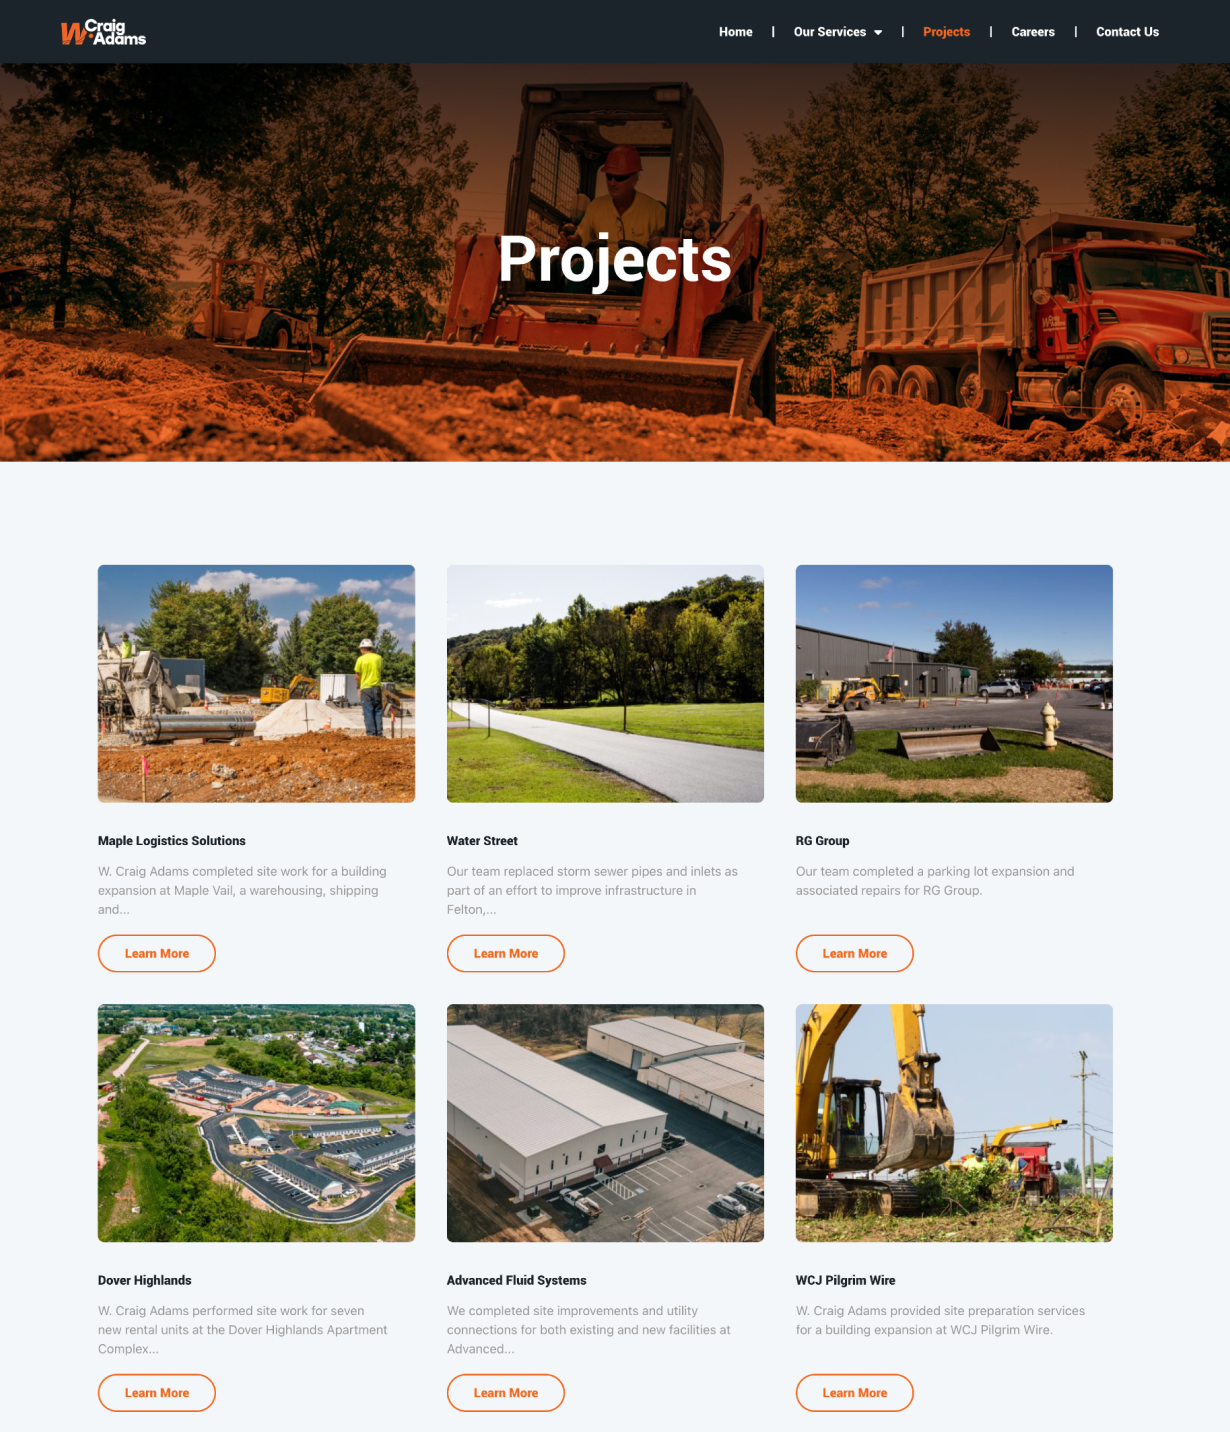 W. Craig Adams
Home | Our Services | Projects | Careers | Contact Us
Projects
Maple Logistics Solutions
W. Craig Adams completed site work for a building
expansion at Maple Vail, a warehousing, shipping
and...
Learn More
Water Street
Our team replaced storm sewer pipes and inlets as
part of an effort to improve infrastructure in
Felton,...
Learn More
RG Group
Our team completed a parking lot expansion and
associated repairs for RG Group.
Learn More
Dover Highlands
W. Craig Adams performed site work for seven
new rental units at the Dover Highlands Apartment
Complex...
Learn More
Advanced Fluid Systems
We completed site improvements and utility
connections for both existing and new facilities at
Advanced...
Learn More
WCJ Pilgrim Wire
W. Craig Adams provided site preparation services
for a building expansion at WCJ Pilgrim Wire.
Learn More